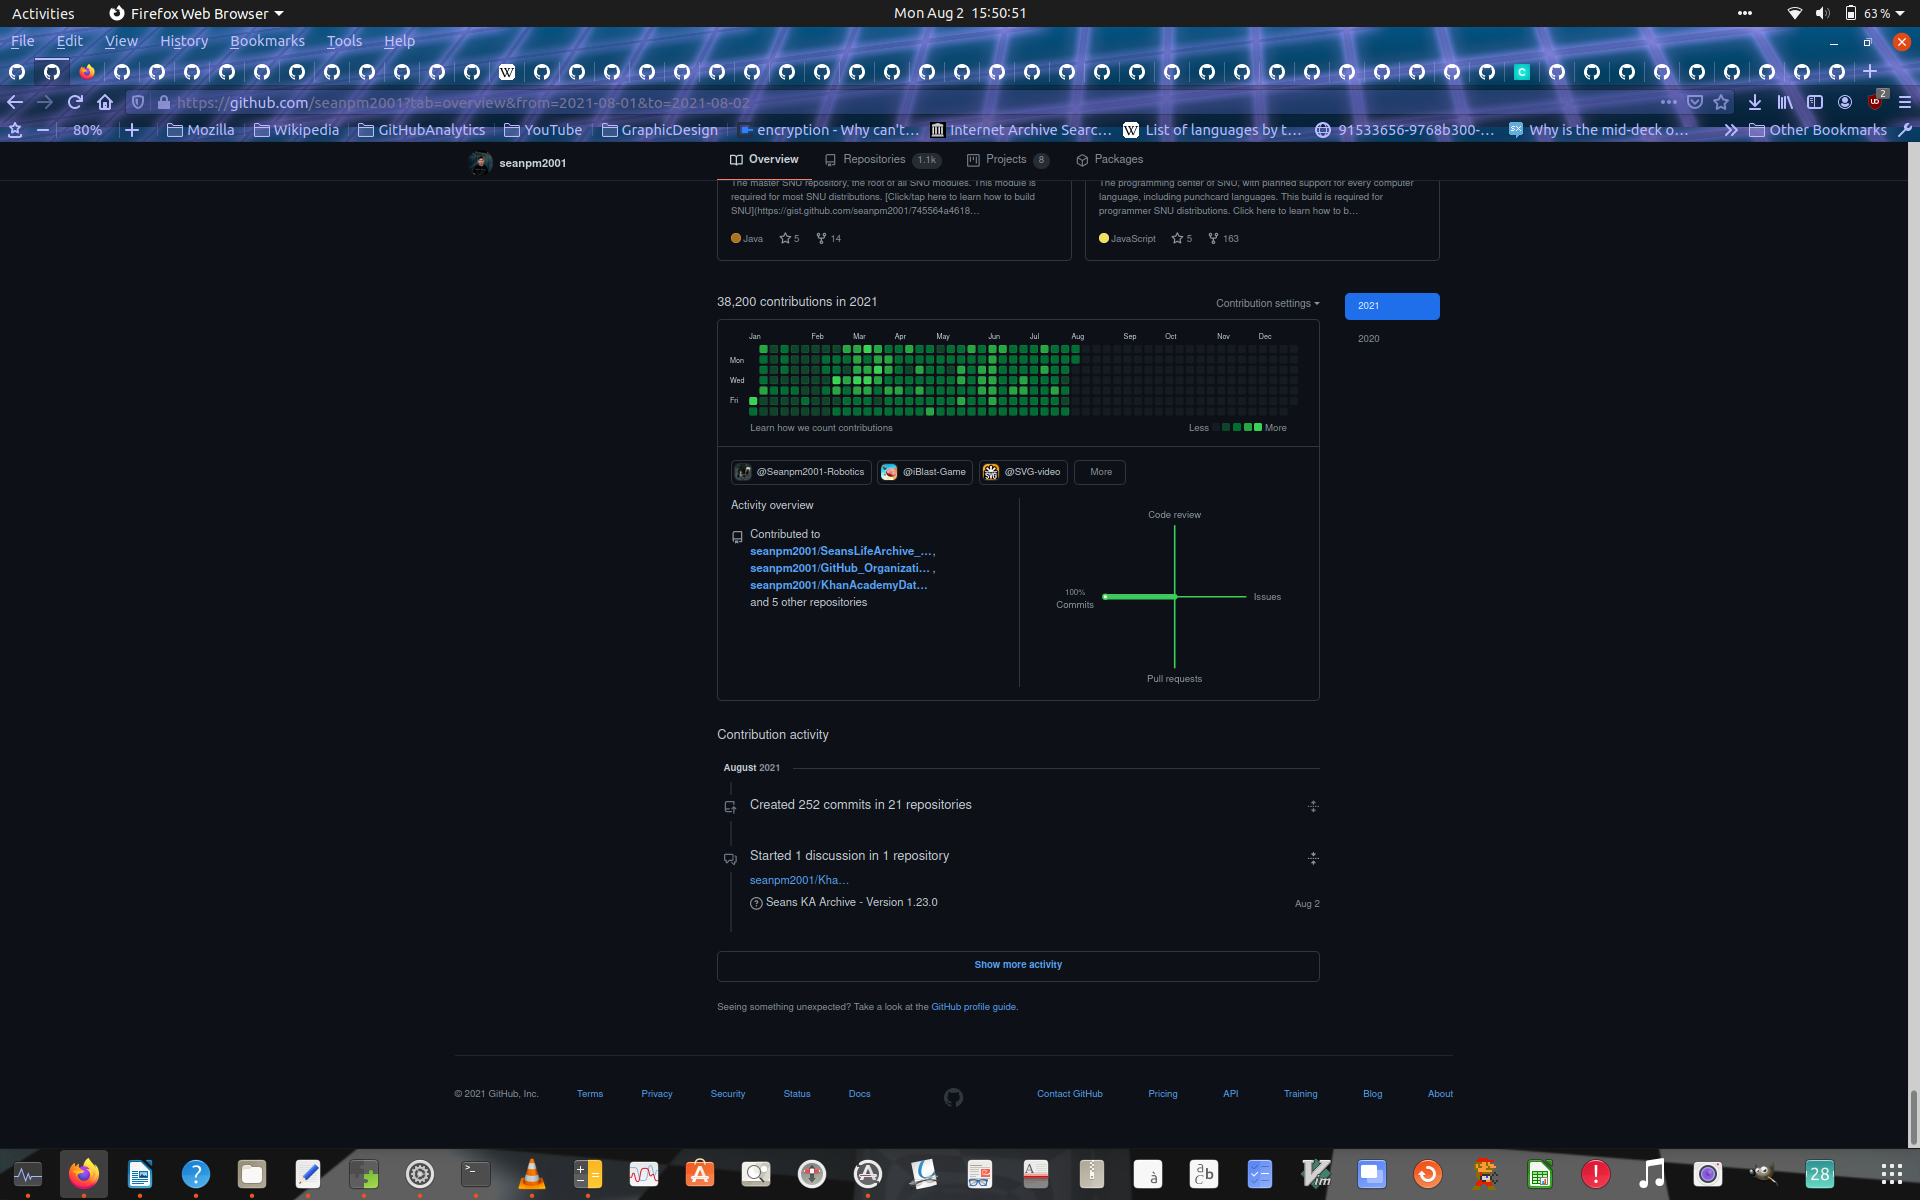 Activities
Firefox Web Browser
Mon Aug 2 15:50:51
63 %
File Edit View History Bookmarks Tools Help
https://github.com/seanpm2001?tab=overview&from=2021-08-01&to=2021-08-02
2
80%
Mozilla
Wikipedia
GitHubAnalytics
YouTube
GraphicDesign
encryption - Why can't…
Internet Archive Searc…
List of languages by t…
91533656-9768b300-…
Why is the mid-deck o…
Other Bookmarks
seanpm2001
Overview
Repositories 1.1k
Projects 8
Packages
The master SNU repository, the root of all SNU modules. This module is
required for most SNU distributions. [Click/tap here to learn how to build
SNU](https://gist.github.com/seanpm2001/745564a4618…
Java 5 14
The programming center of SNU, with planned support for every computer
language, including punchcard languages. This build is required for
programmer SNU distributions. Click here to learn how to b…
JavaScript 5 163
38,200 contributions in 2021
Contribution settings
2021
2020
Jan Feb Mar Apr May Jun Jul Aug Sep Oct Nov Dec
Mon
Wed
Fri
Learn how we count contributions
Less More
@Seanpm2001-Robotics
@iBlast-Game
@SVG-video
More
Activity overview
Contributed to
seanpm2001/SeansLifeArchive_…,
seanpm2001/GitHub_Organizati… ,
seanpm2001/KhanAcademyDat…
and 5 other repositories
Code review
100%
Commits
Issues
Pull requests
Contribution activity
August 2021
Created 252 commits in 21 repositories
Started 1 discussion in 1 repository
seanpm2001/Kha…
Seans KA Archive - Version 1.23.0
Aug 2
Show more activity
Seeing something unexpected? Take a look at the GitHub profile guide.
© 2021 GitHub, Inc.
Terms
Privacy
Security
Status
Docs
Contact GitHub
Pricing
API
Training
Blog
About
28